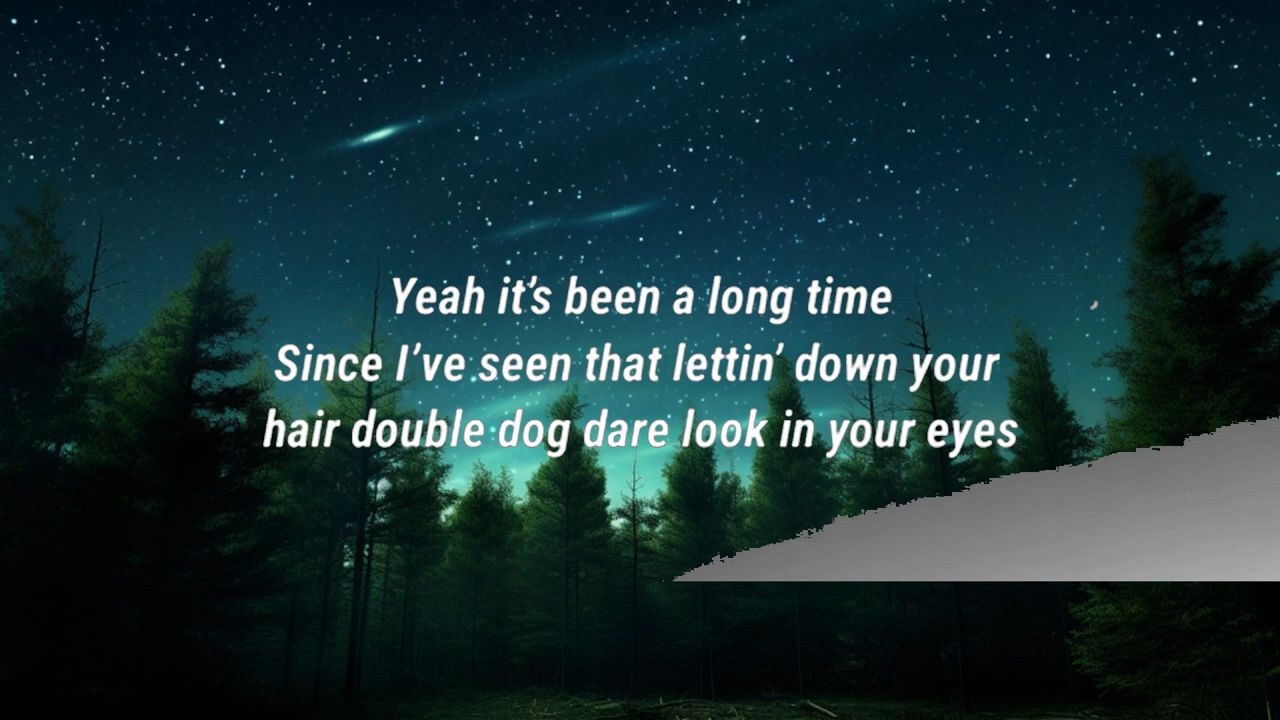 Yeah it’s been a long time
Since I’ve seen that lettin’ down your
hair double dog dare look in your eyes